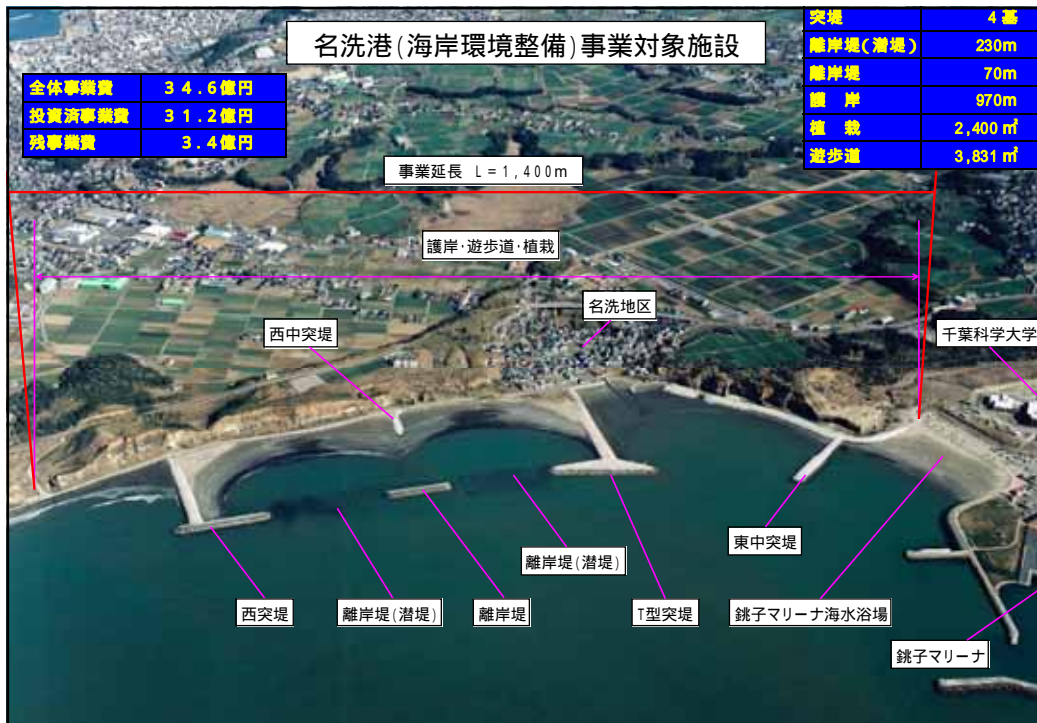 名洗港(海岸環境整備)事業対象施設
全体事業費 34.6億円
投資済事業費 31.2億円
残事業費 3.4億円
突堤 4基
離岸堤(潜堤) 230m
離岸堤 70m
護岸 970m
植栽 2,400㎡
遊歩道 3,831㎡
事業延長 L=1,400m
護岸・遊歩道・植栽
名洗地区
西中突堤
千葉科学大学
東中突堤
離岸堤(潜堤)
西突堤
離岸堤(潜堤)
離岸堤
T型突堤
銚子マリーナ海水浴場
銚子マリーナ